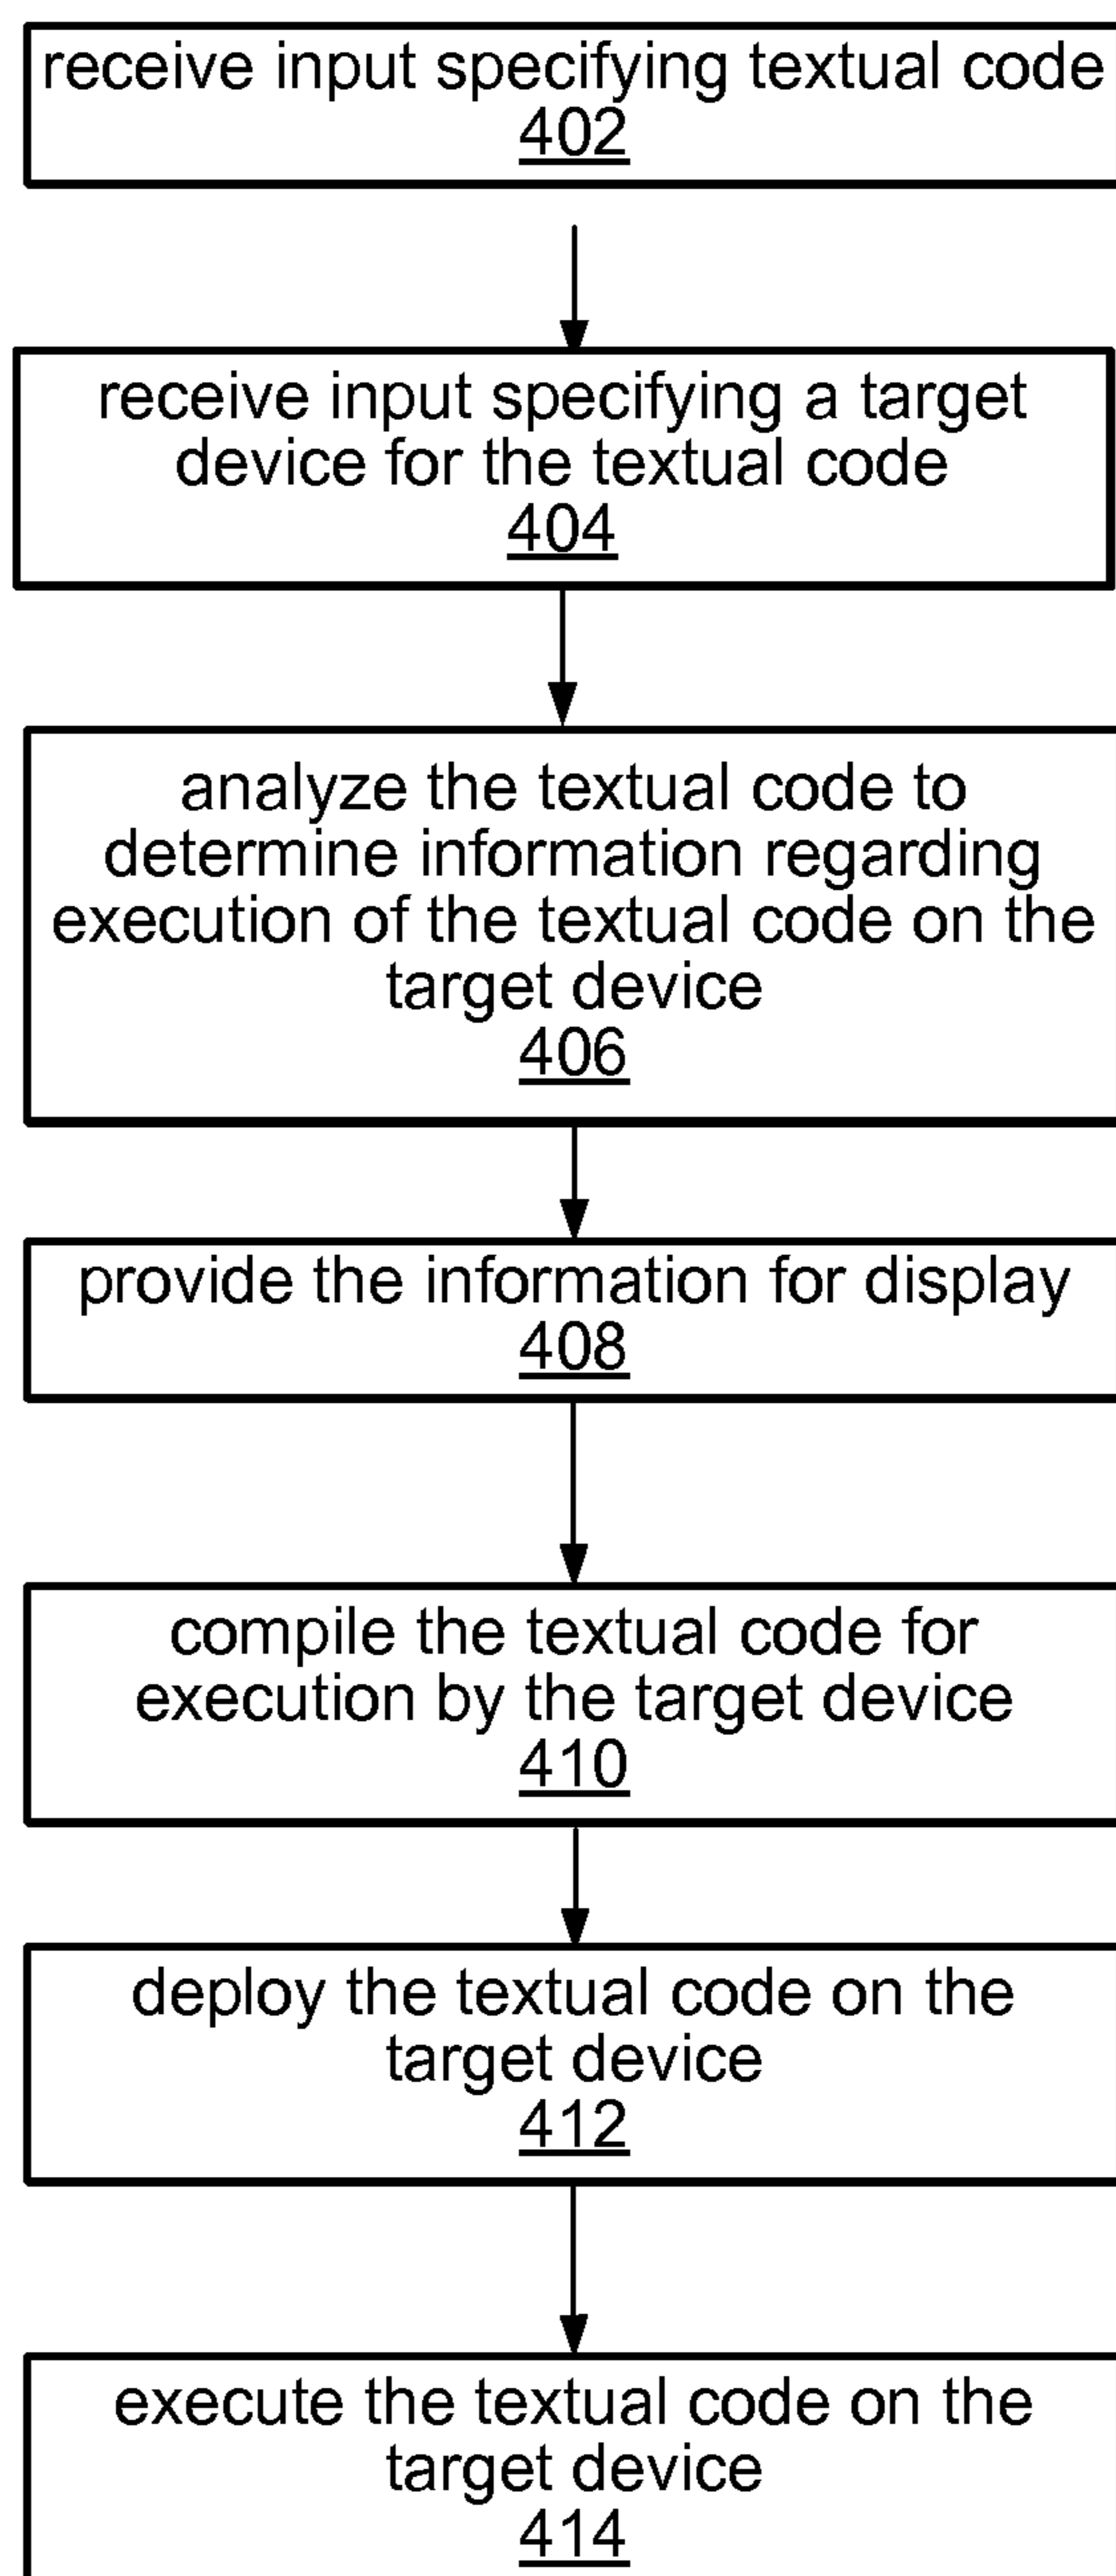 receive input specifying textual code
402
receive input specifying a target
device for the textual code
404
analyze the textual code to
determine information regarding
execution of the textual code on the
target device
406
provide the information for display
408
compile the textual code for
execution by the target device
410
deploy the textual code on the
target device
412
execute the textual code on the
target device
414